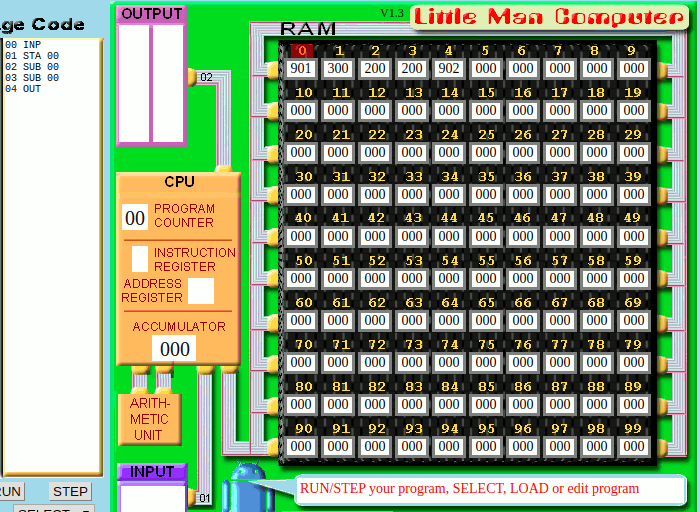 ge Code
00 INP
01 STA 00
02 SUB 00
03 SUB 00
04 OUT
UN STEP
SELECT
OUTPUT
02
CPU
00 PROGRAM COUNTER
INSTRUCTION REGISTER
ADDRESS REGISTER
ACCUMULATOR
000
ARITH-
METIC
UNIT
INPUT
01
V1.3 Little Man Computer
RAM
0 1 2 3 4 5 6 7 8 9
901 300 200 200 902 000 000 000 000 000
10 11 12 13 14 15 16 17 18 19
000 000 000 000 000 000 000 000 000 000
20 21 22 23 24 25 26 27 28 29
000 000 000 000 000 000 000 000 000 000
30 31 32 33 34 35 36 37 38 39
000 000 000 000 000 000 000 000 000 000
40 41 42 43 44 45 46 47 48 49
000 000 000 000 000 000 000 000 000 000
50 51 52 53 54 55 56 57 58 59
000 000 000 000 000 000 000 000 000 000
60 61 62 63 64 65 66 67 68 69
000 000 000 000 000 000 000 000 000 000
70 71 72 73 74 75 76 77 78 79
000 000 000 000 000 000 000 000 000 000
80 81 82 83 84 85 86 87 88 89
000 000 000 000 000 000 000 000 000 000
90 91 92 93 94 95 96 97 98 99
000 000 000 000 000 000 000 000 000 000
RUN/STEP your program, SELECT, LOAD or edit program